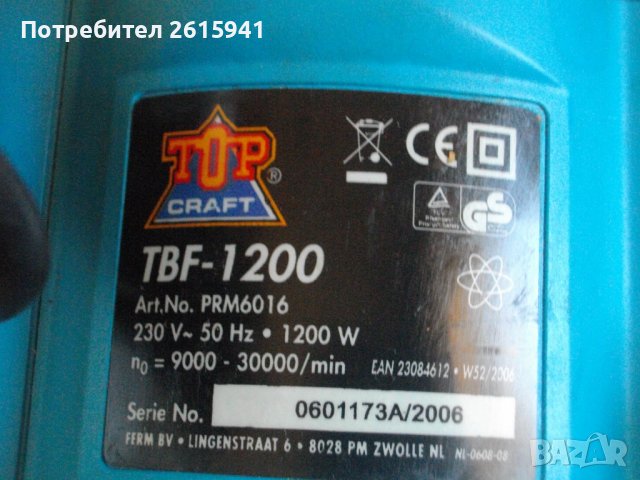 Потребител 2615941
TOP
CRAFT
®
CE
GS
TBF-1200
Art.No. PRM6016
230 V~ 50 Hz • 1200 W
n₀ = 9000 - 30000/min
EAN 23084612 • W52/2006
Serie No. 0601173A/2006
FERM BV • LINGENSTRAAT 6 • 8028 PM ZWOLLE NL NL-0608-08
BAZAR